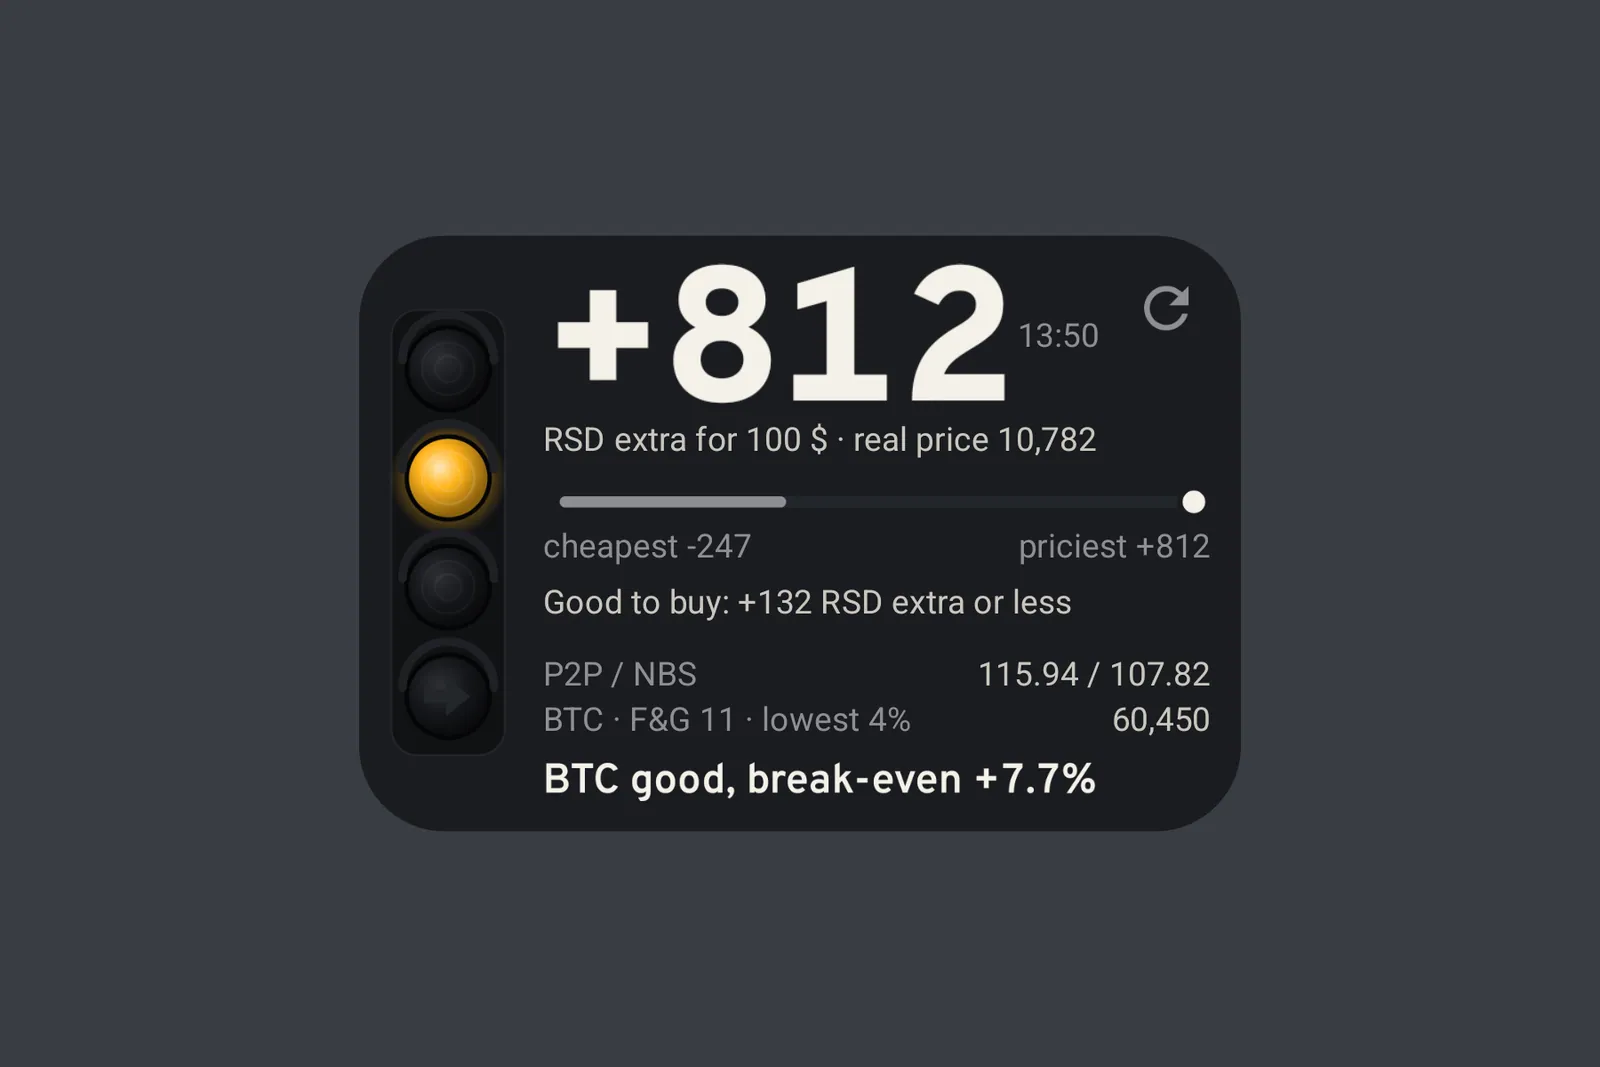 +812 13:50
RSD extra for 100 $ · real price 10,782
cheapest -247 priciest +812
Good to buy: +132 RSD extra or less
P2P / NBS 115.94 / 107.82
BTC · F&G 11 · lowest 4% 60,450
BTC good, break-even +7.7%